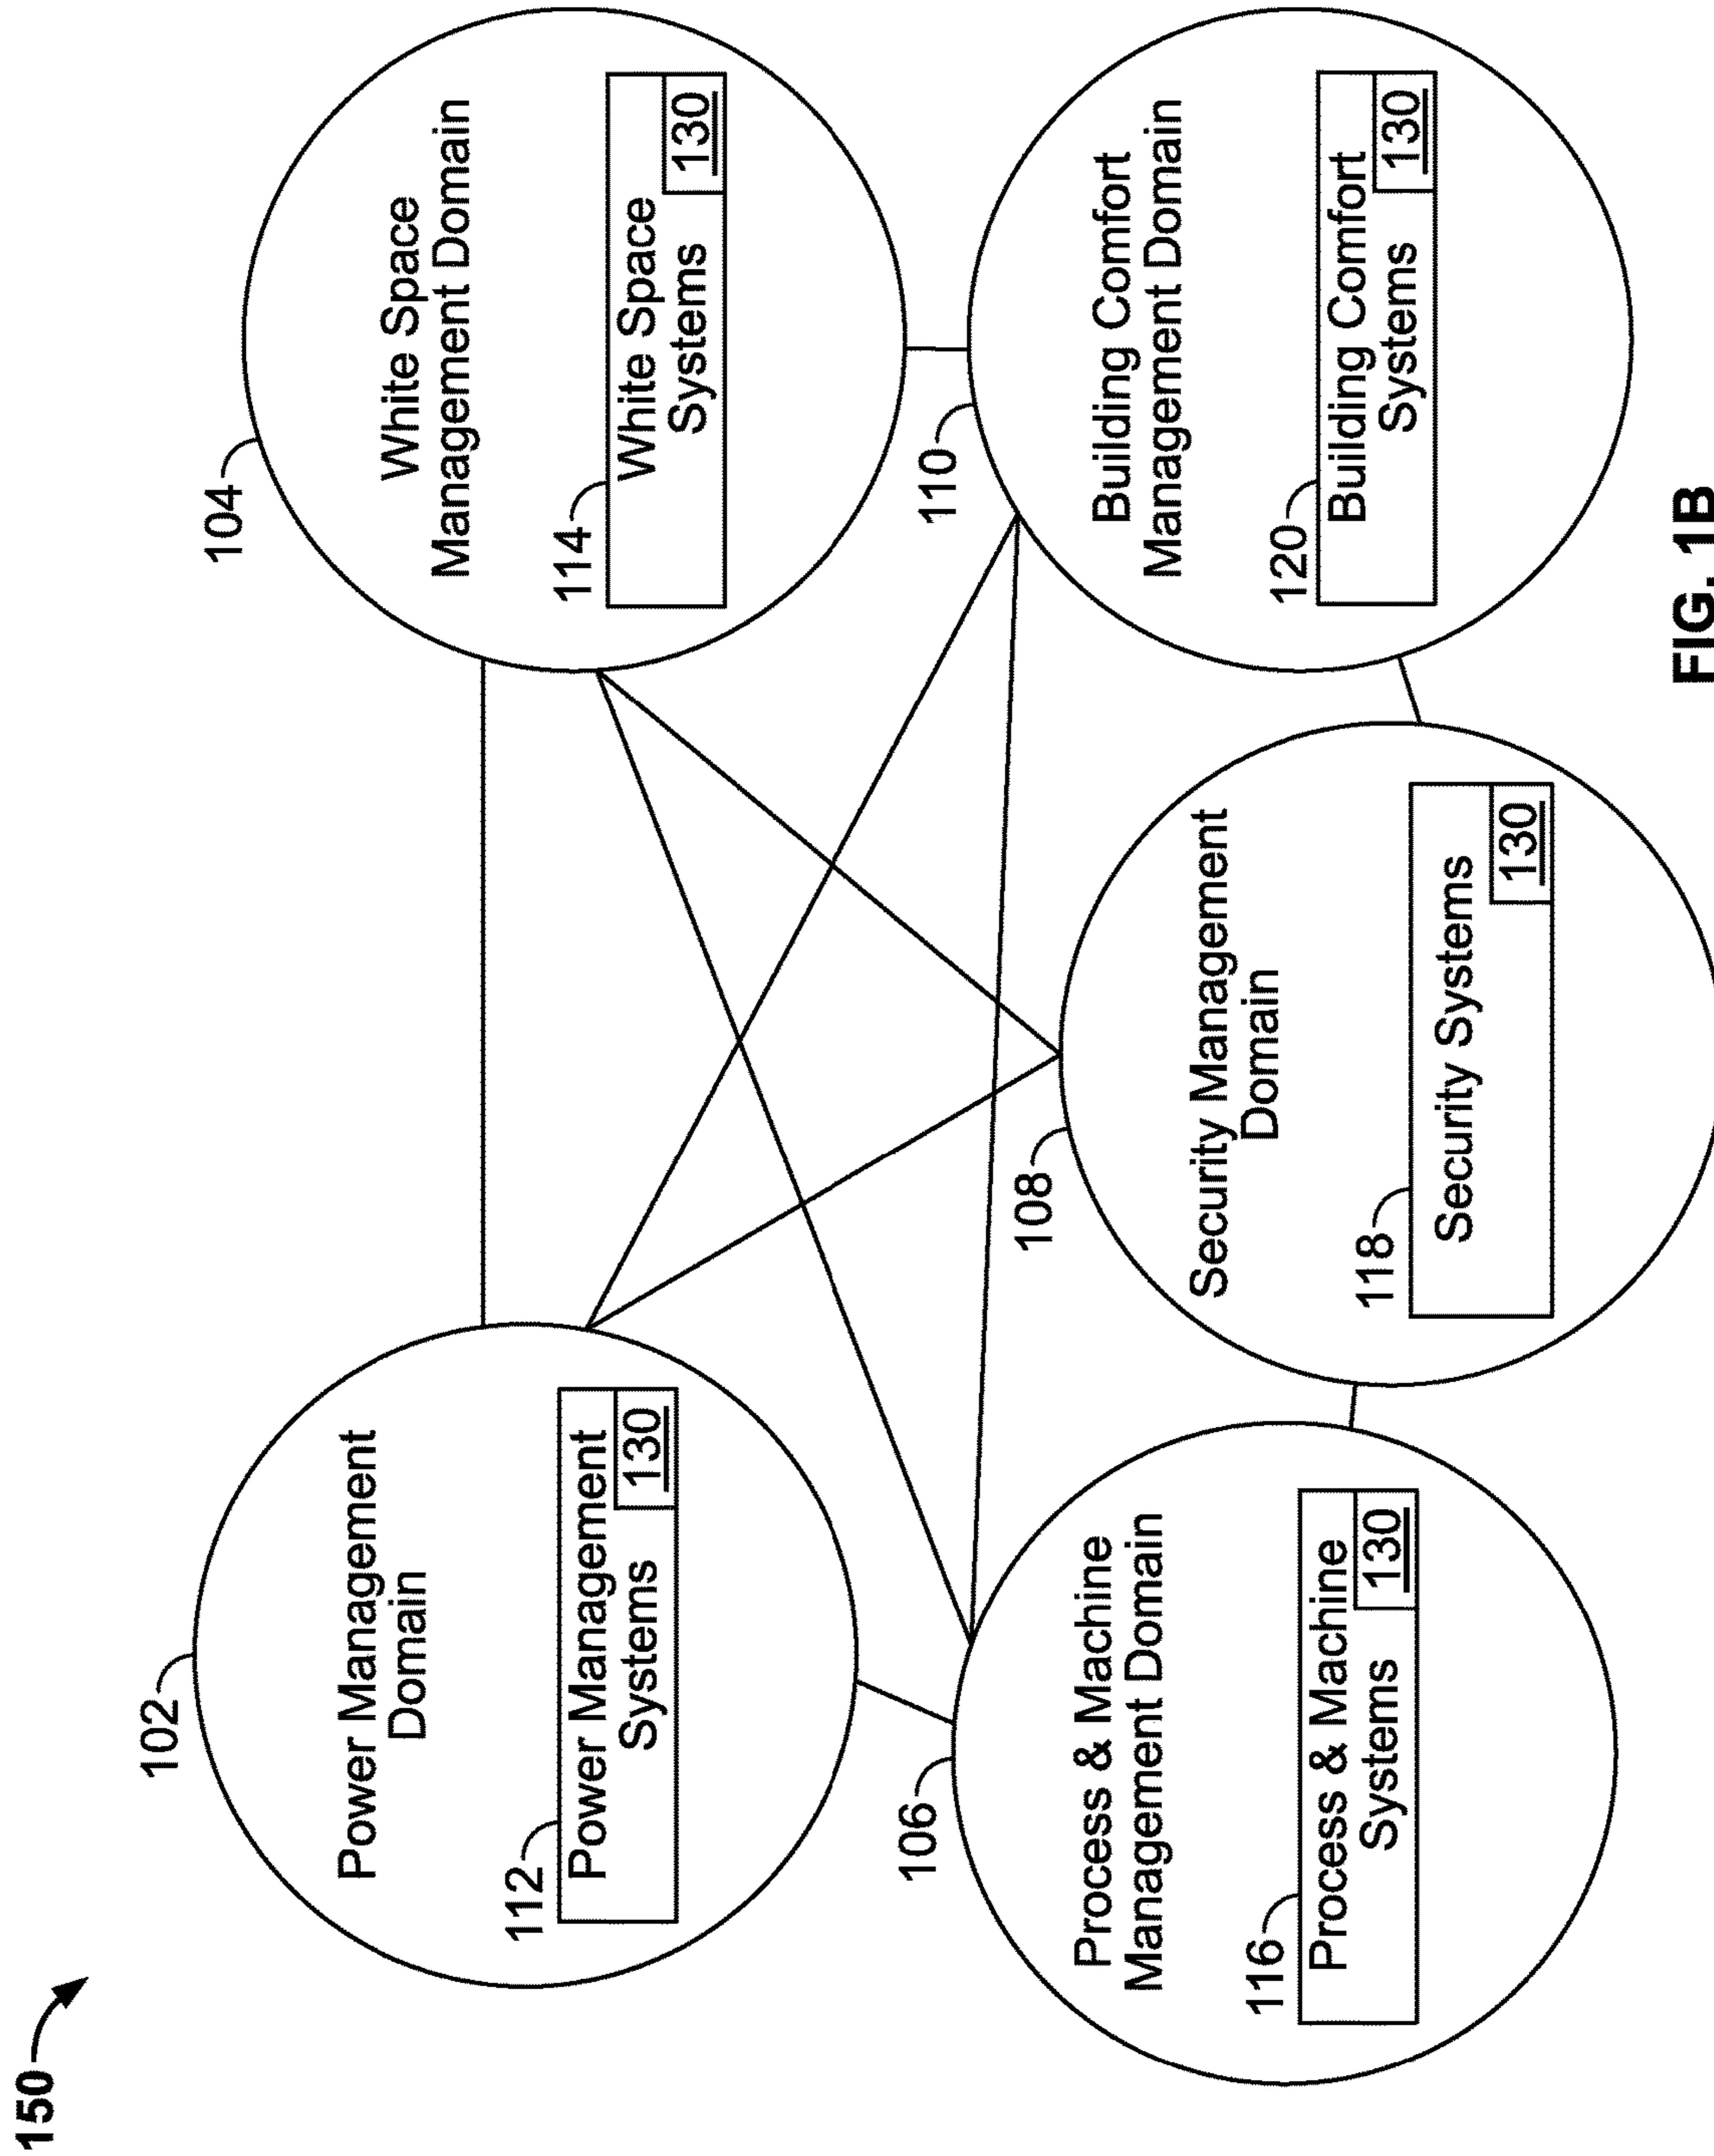 150
102
Power Management
Domain
112
Power Management
Systems
130
104
White Space
Management Domain
114
White Space
Systems
130
106
Process & Machine
Management Domain
116
Process & Machine
Systems
130
108
Security Management
Domain
118
Security Systems
130
110
Building Comfort
Management Domain
120
Building Comfort
Systems
130
FIG. 1B